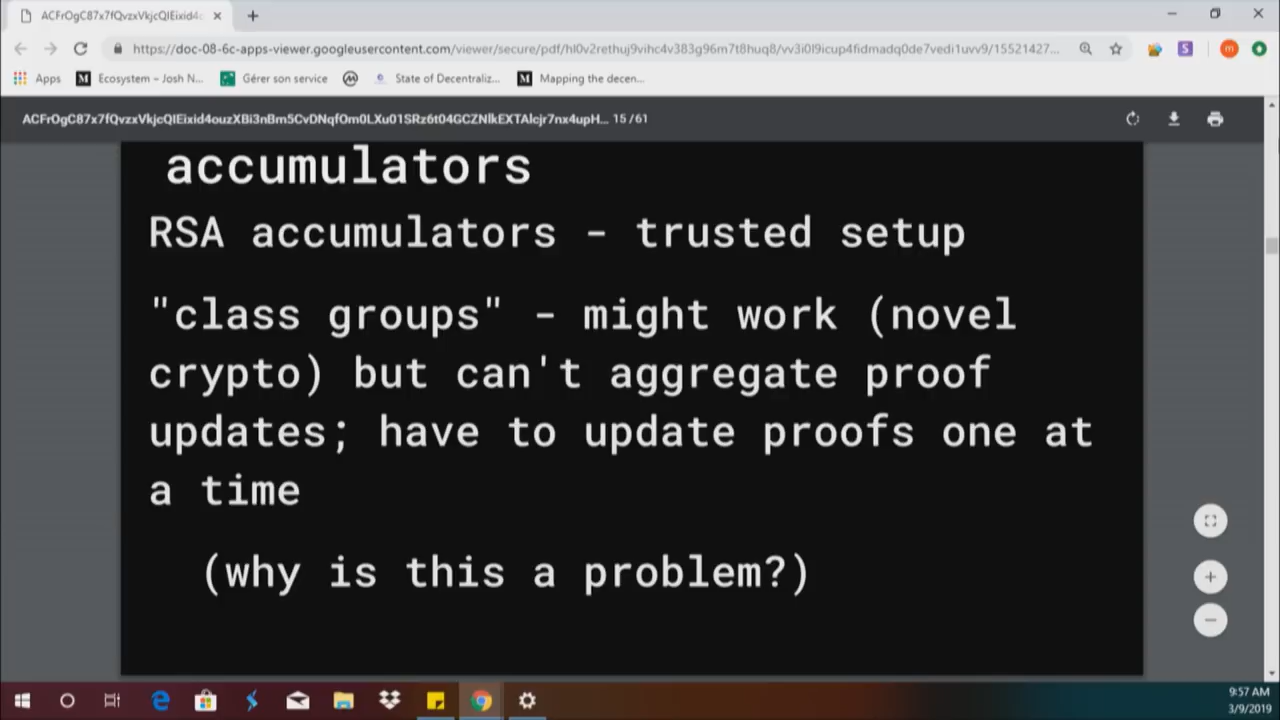 ACFrOgC87x7fQvzxVkjcQIEixid4c
https://doc-08-6c-apps-viewer.googleusercontent.com/viewer/secure/pdf/hl0v2rethuj9vihc4v383g96m7t8huq8/vv3i0l9icup4fidmadq0de7vedi1uvv9/15521427...
Apps Ecosystem – Josh N... Gérer son service State of Decentraliz... Mapping the decen...
ACFrOgC87x7fQvzxVkjcQIEixid4ouzXBi3nBm5CvDNqfOm0LXu01SRz6t04GCZNlkEXTAlcjr7nx4upH... 15 / 61
accumulators
RSA accumulators - trusted setup
"class groups" - might work (novel
crypto) but can't aggregate proof
updates; have to update proofs one at
a time
(why is this a problem?)
9:57 AM
3/9/2019